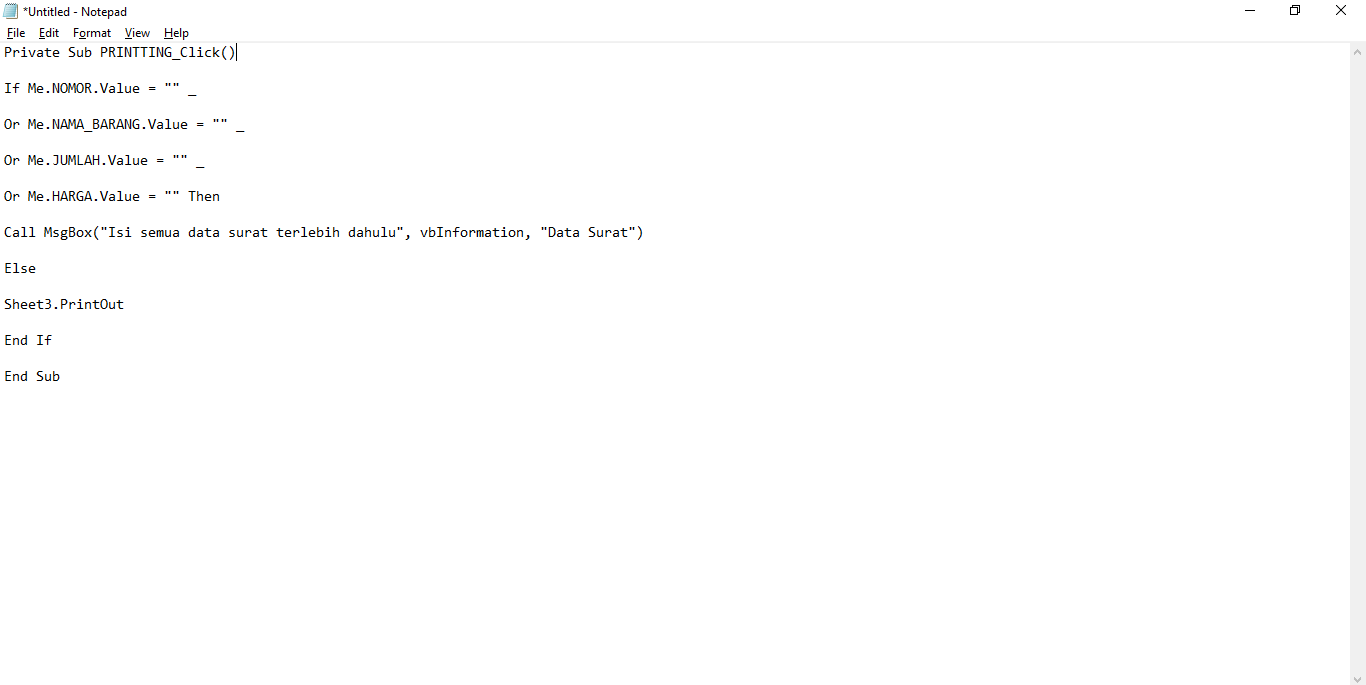 *Untitled - Notepad
File Edit Format View Help
Private Sub PRINTTING_Click()
If Me.NOMOR.Value = "" _
Or Me.NAMA_BARANG.Value = "" _
Or Me.JUMLAH.Value = "" _
Or Me.HARGA.Value = "" Then
Call MsgBox("Isi semua data surat terlebih dahulu", vbInformation, "Data Surat")
Else
Sheet3.PrintOut
End If
End Sub